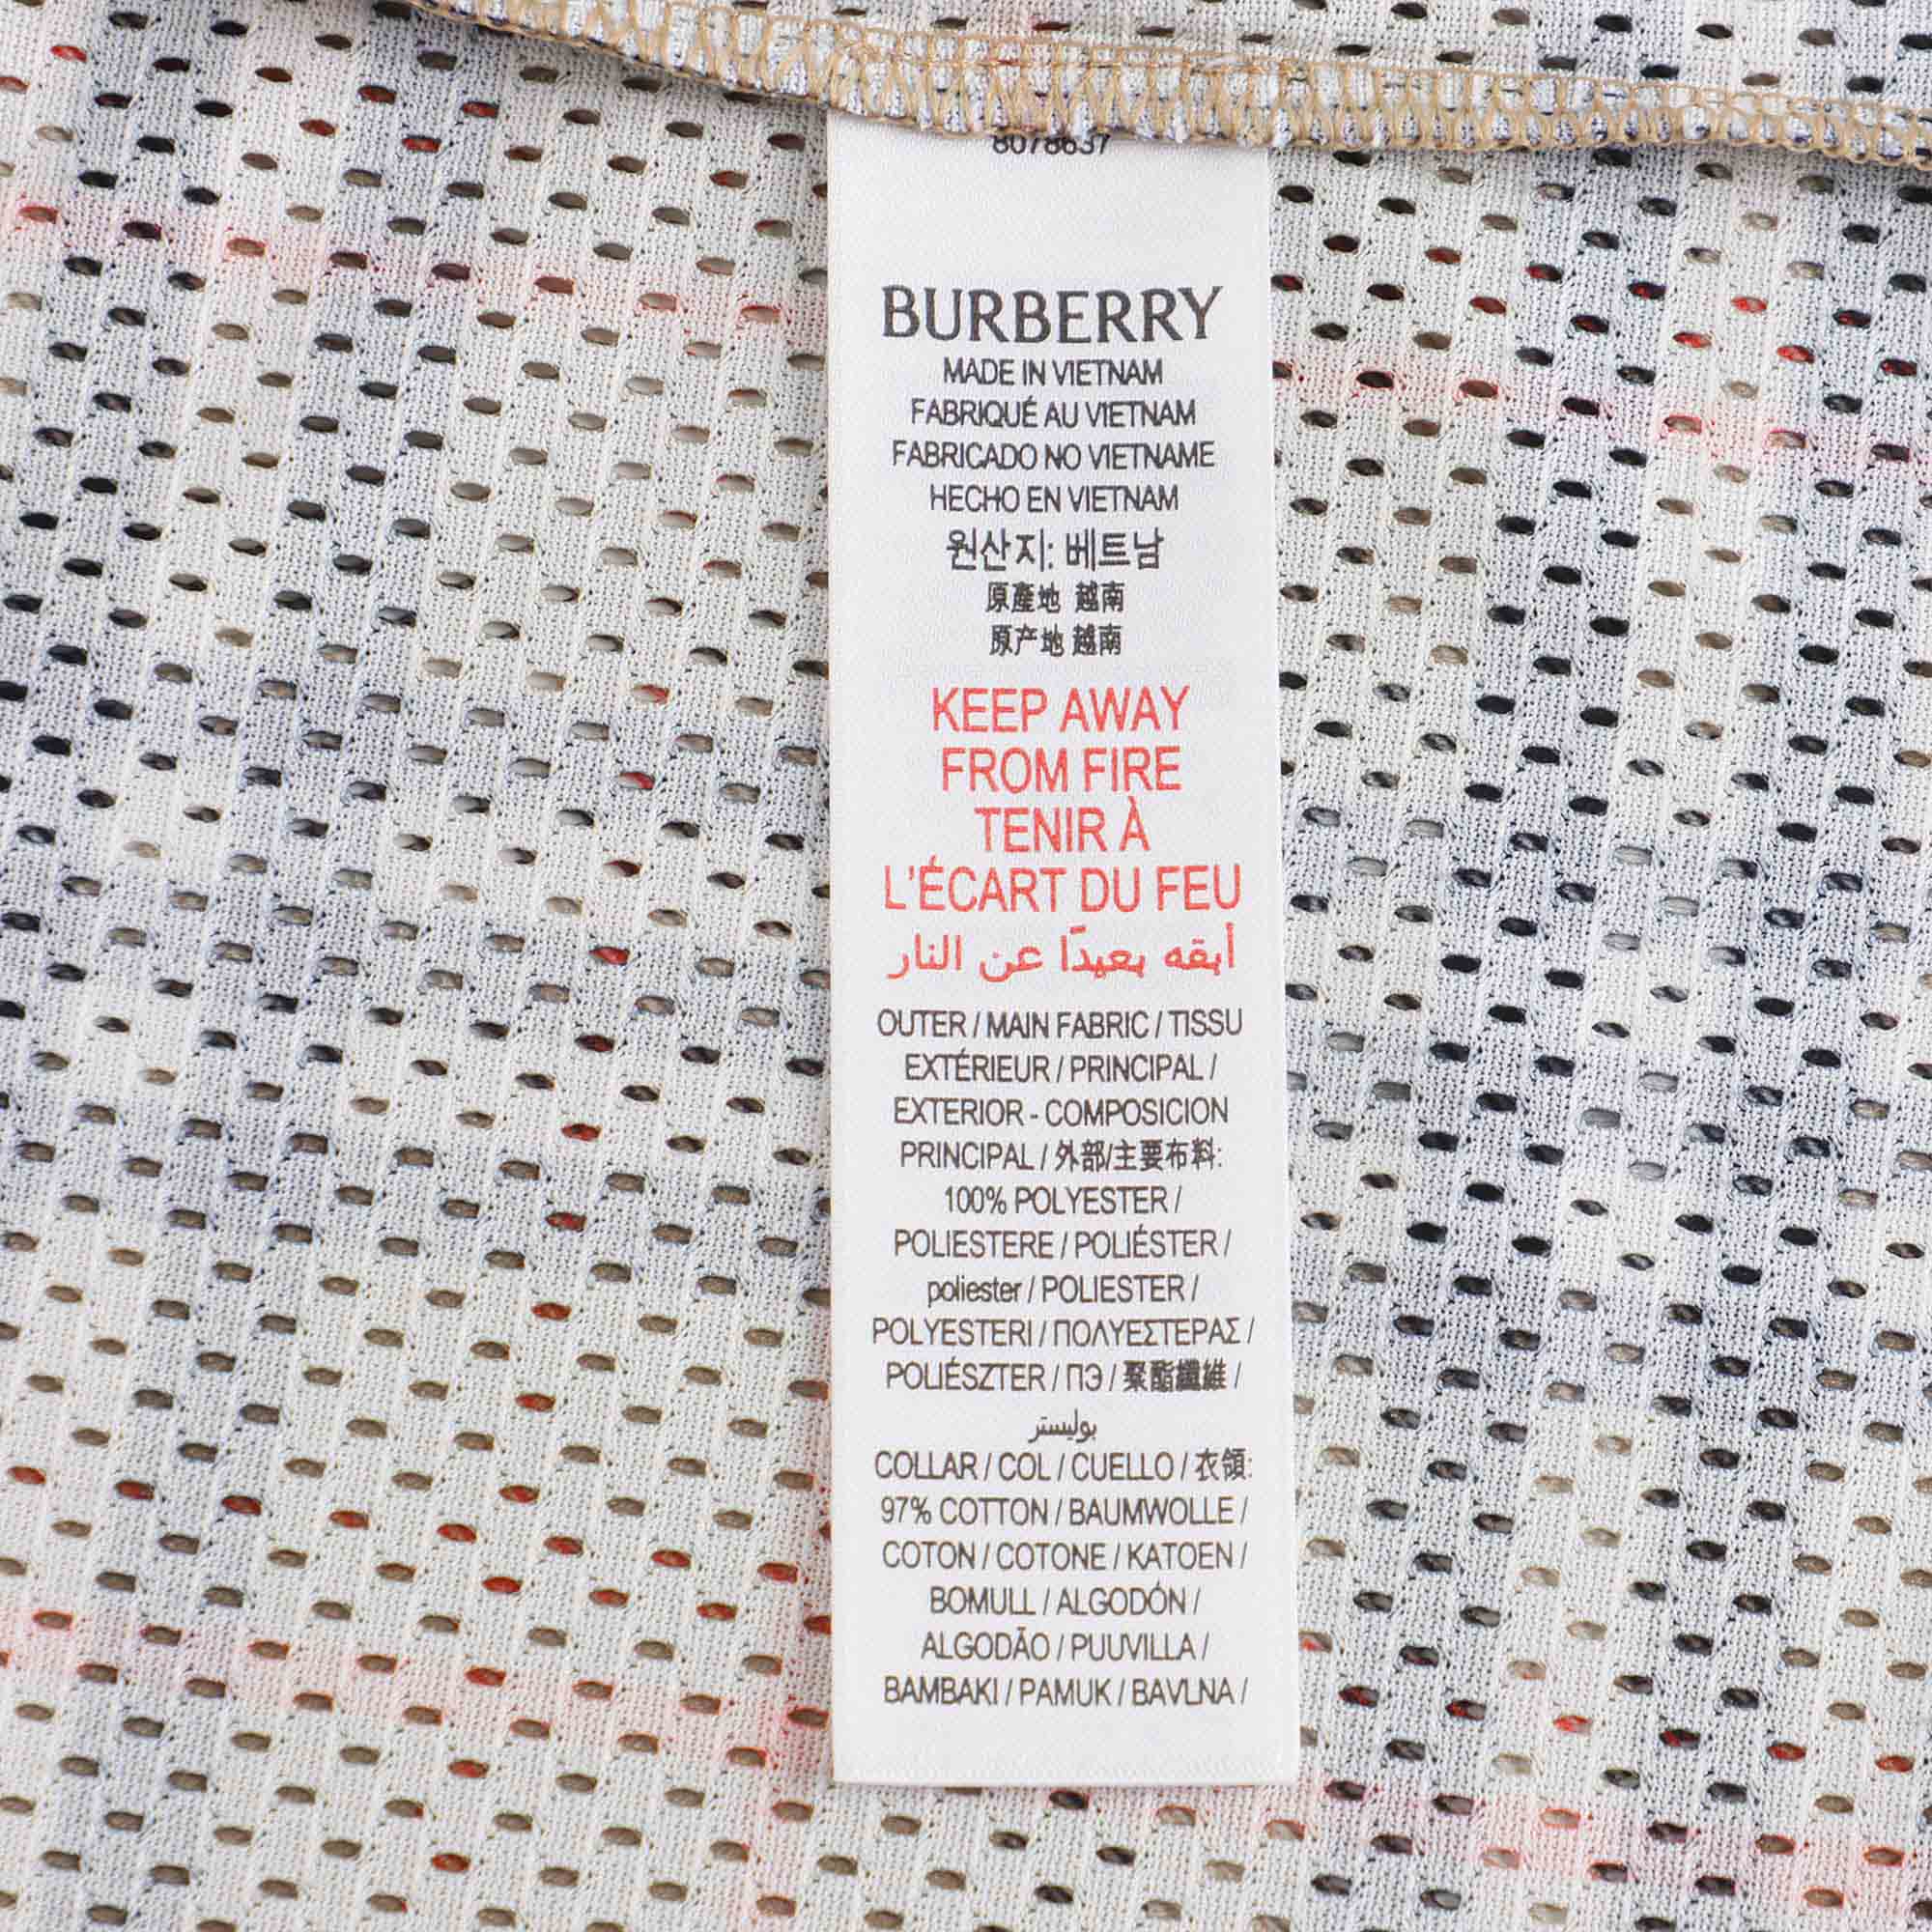 8078637
BURBERRY
MADE IN VIETNAM
FABRIQUÉ AU VIETNAM
FABRICADO NO VIETNAME
HECHO EN VIETNAM
원산지: 베트남
原產地 越南
原产地 越南
KEEP AWAY
FROM FIRE
TENIR À
L'ÉCART DU FEU
أبقه بعيدًا عن النار
OUTER / MAIN FABRIC / TISSU
EXTÉRIEUR / PRINCIPAL /
EXTERIOR - COMPOSICION
PRINCIPAL / 外部/主要布料:
100% POLYESTER /
POLIESTERE / POLIÉSTER /
poliester / POLIESTER /
POLYESTERI / ΠΟΛΥΕΣΤΕΡΑΣ /
POLIÉSZTER / ПЭ / 聚酯纖維 /
بوليستر
COLLAR / COL / CUELLO / 衣領:
97% COTTON / BAUMWOLLE /
COTON / COTONE / KATOEN /
BOMULL / ALGODÓN /
ALGODÃO / PUUVILLA /
BAMBAKI / PAMUK / BAVLNA /